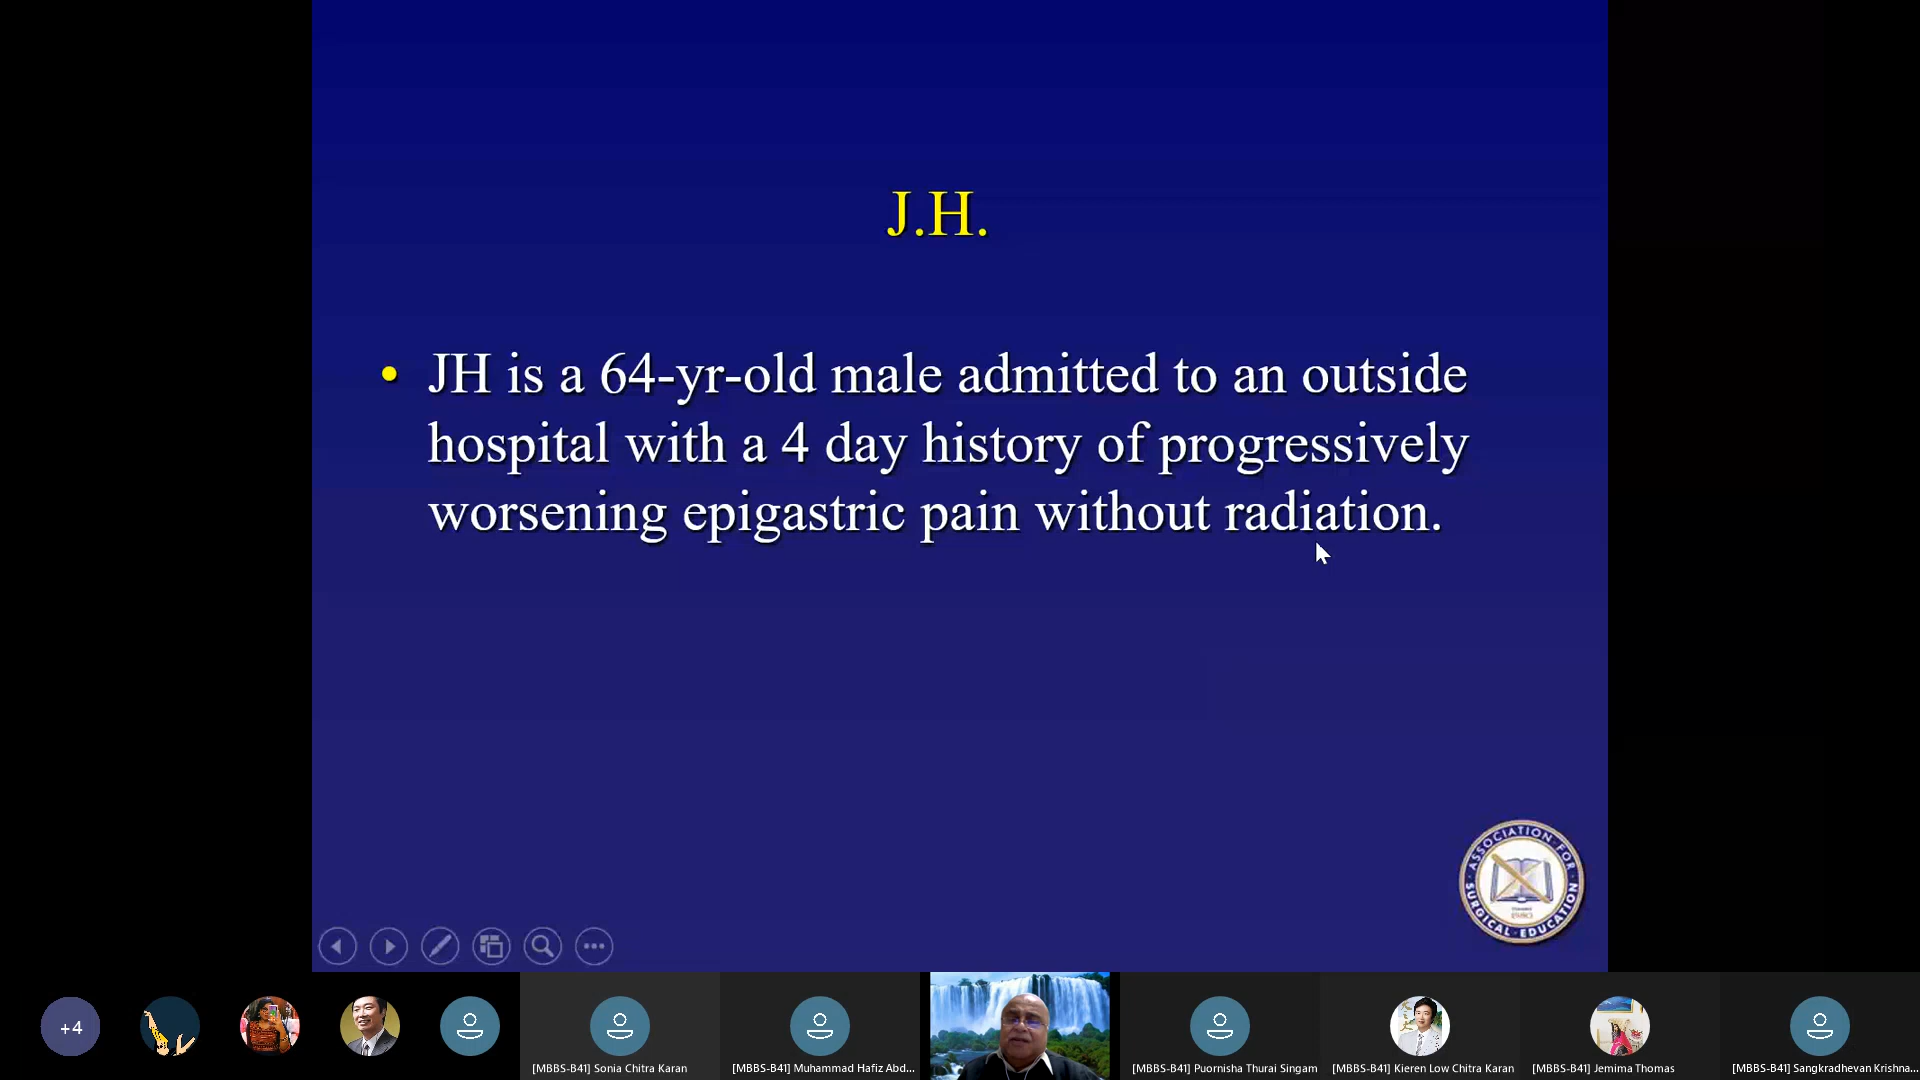 J.H.
• JH is a 64-yr-old male admitted to an outside
hospital with a 4 day history of progressively
worsening epigastric pain without radiation.
ASSOCIATION FOR
SURGICAL EDUCATION
+4
[MBBS-B41] Sonia Chitra Karan
[MBBS-B41] Muhammad Hafiz Abd...
[MBBS-B41] Puornisha Thurai Singam
[MBBS-B41] Kieren Low Chitra Karan
[MBBS-B41] Jemima Thomas
[MBBS-B41] Sangkradhevan Krishna...